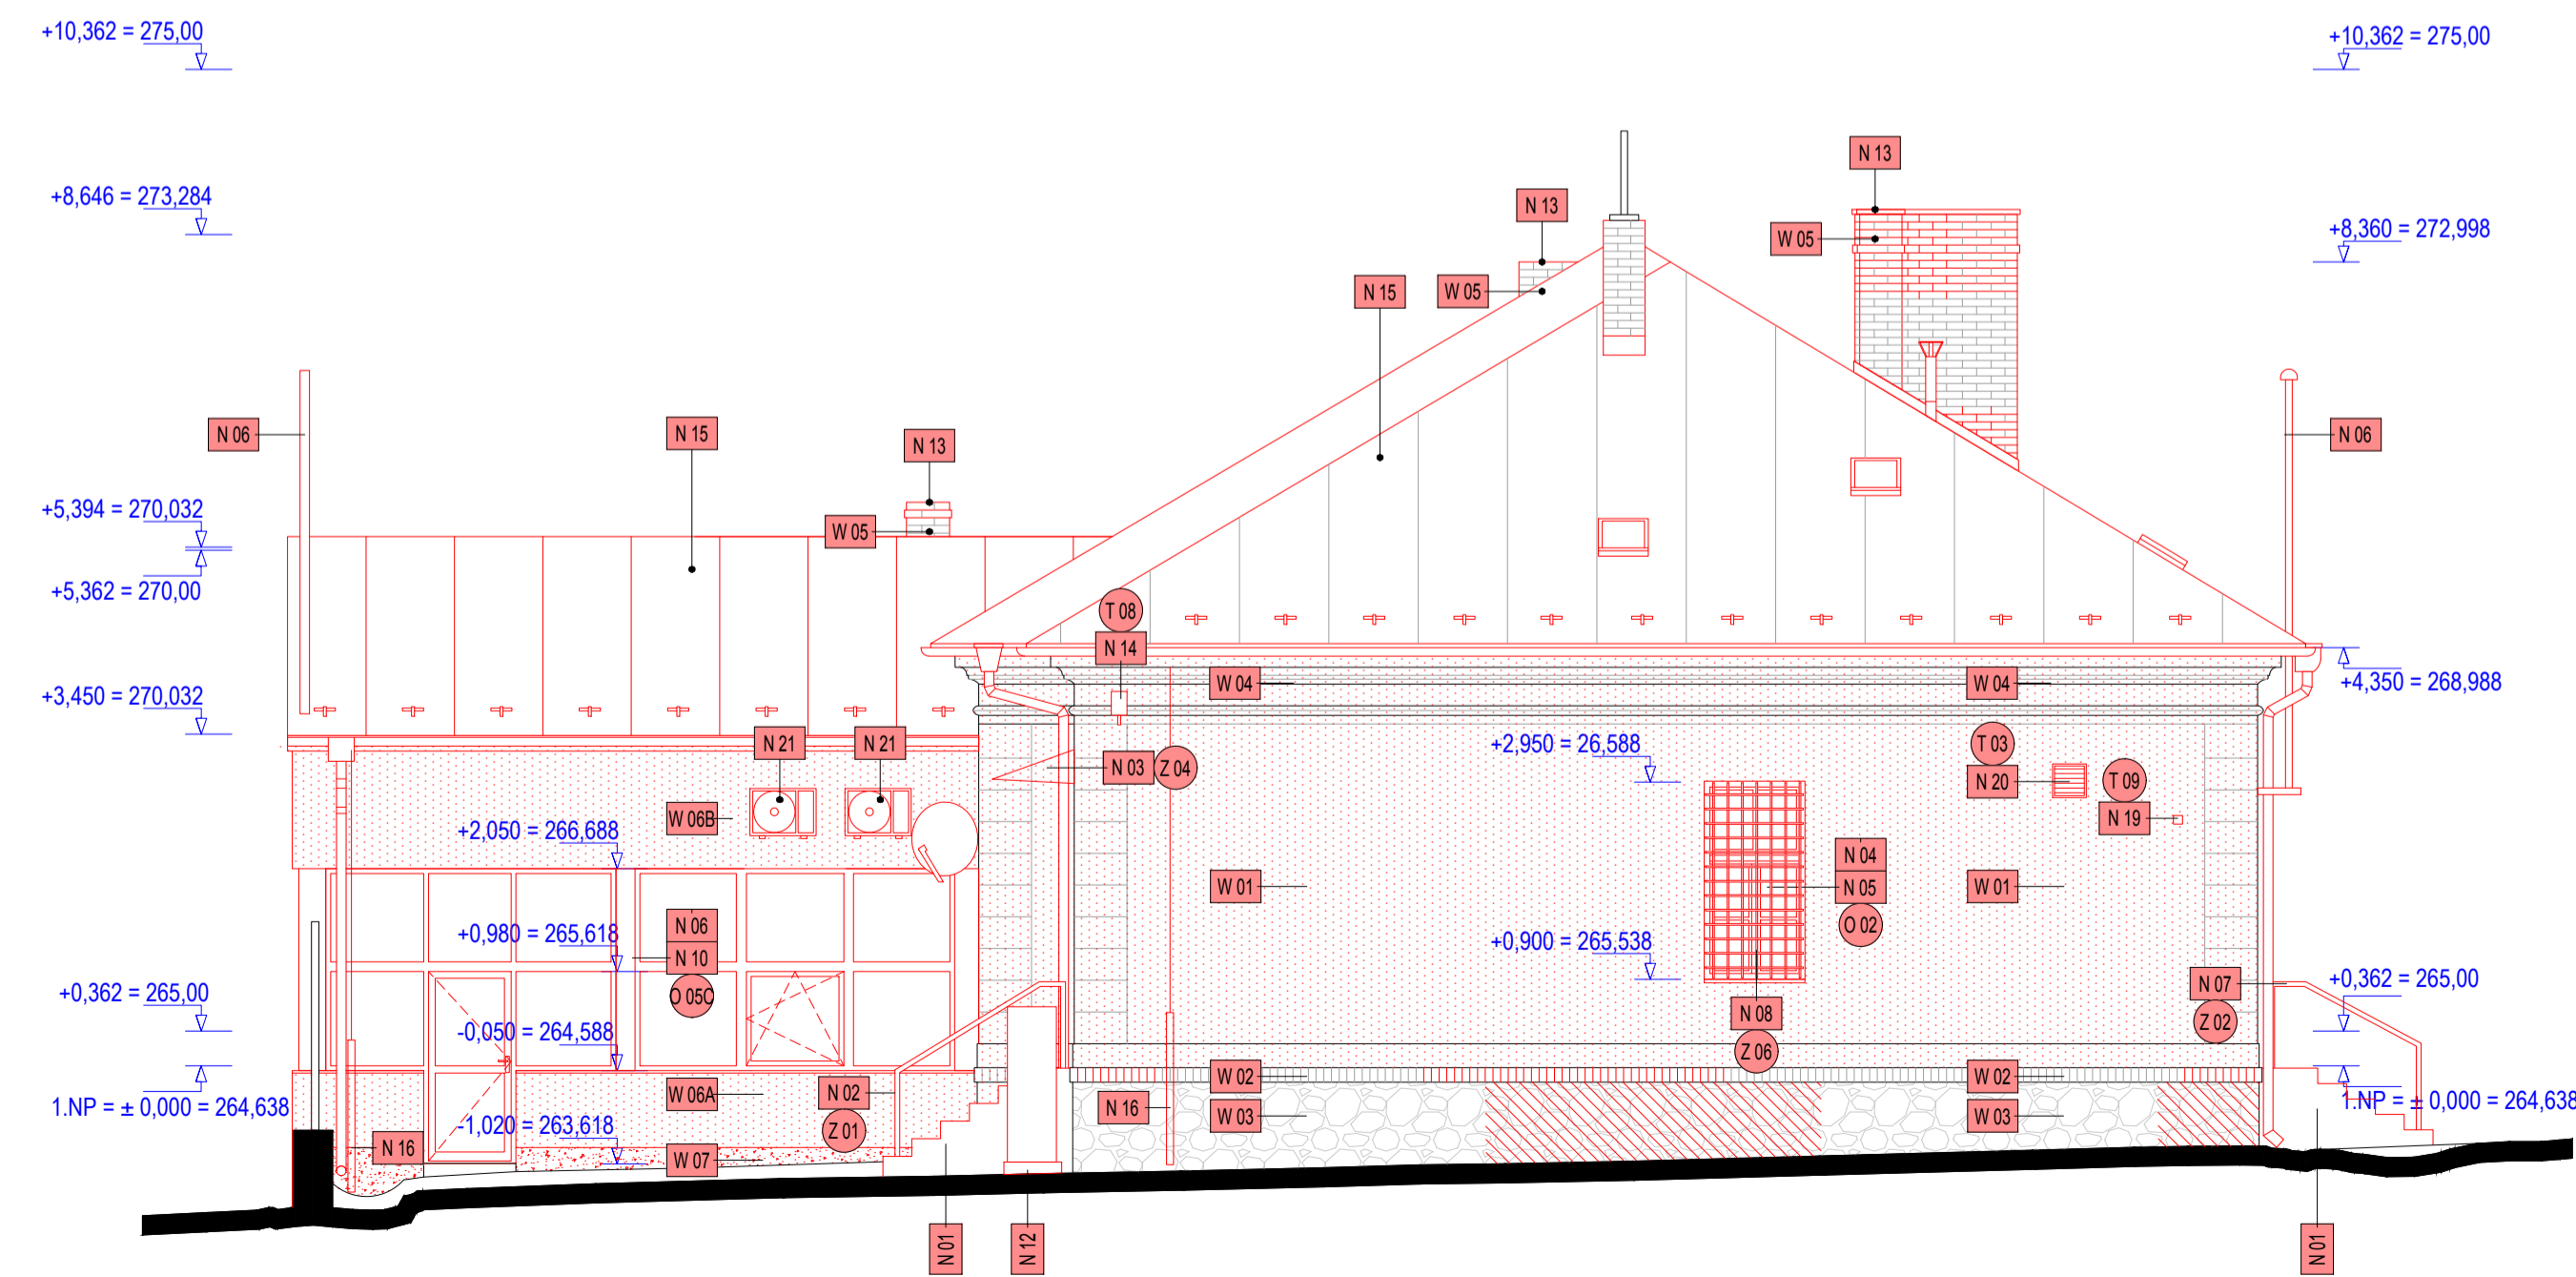 +10,362 = 275,00
+10,362 = 275,00
N 13
+8,646 = 273,284
N 13
W 05
+8,360 = 272,998
N 15
W 05
N 06
N 15
N 13
N 06
+5,394 = 270,032
W 05
+5,362 = 270,00
T 08
N 14
+3,450 = 270,032
W 04
W 04
+4,350 = 268,988
N 21
N 21
+2,950 = 26,588
T 03
N 03
Z 04
N 20
T 09
W 06B
N 19
+2,050 = 266,688
N 04
W 01
N 05
W 01
N 06
O 02
+0,980 = 265,618
+0,900 = 265,538
N 10
+0,362 = 265,00
O 05C
N 07
+0,362 = 265,00
-0,050 = 264,588
N 08
Z 02
Z 06
W 02
W 02
W 06A
N 02
1.NP = ± 0,000 = 264,638
N 16
W 03
W 03
1.NP = ± 0,000 = 264,638
-1,020 = 263,618
Z 01
N 16
W 07
N 01
N 12
N 01